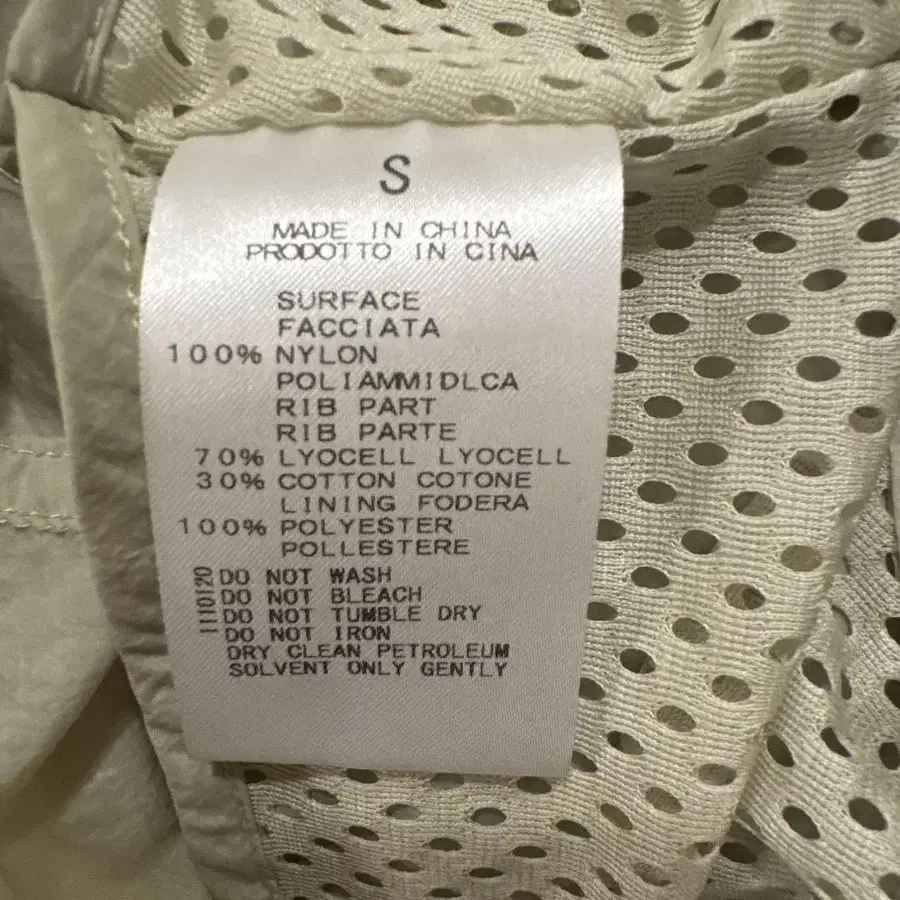 S
MADE IN CHINA
PRODOTTO IN CINA
SURFACE
FACCIATA
100% NYLON
POLIAMMIDLCA
RIB PART
RIB PARTE
70% LYOCELL LYOCELL
30% COTTON COTONE
LINING FODERA
100% POLYESTER
POLLESTERE
1110120
DO NOT WASH
DO NOT BLEACH
DO NOT TUMBLE DRY
DO NOT IRON
DRY CLEAN PETROLEUM
SOLVENT ONLY GENTLY